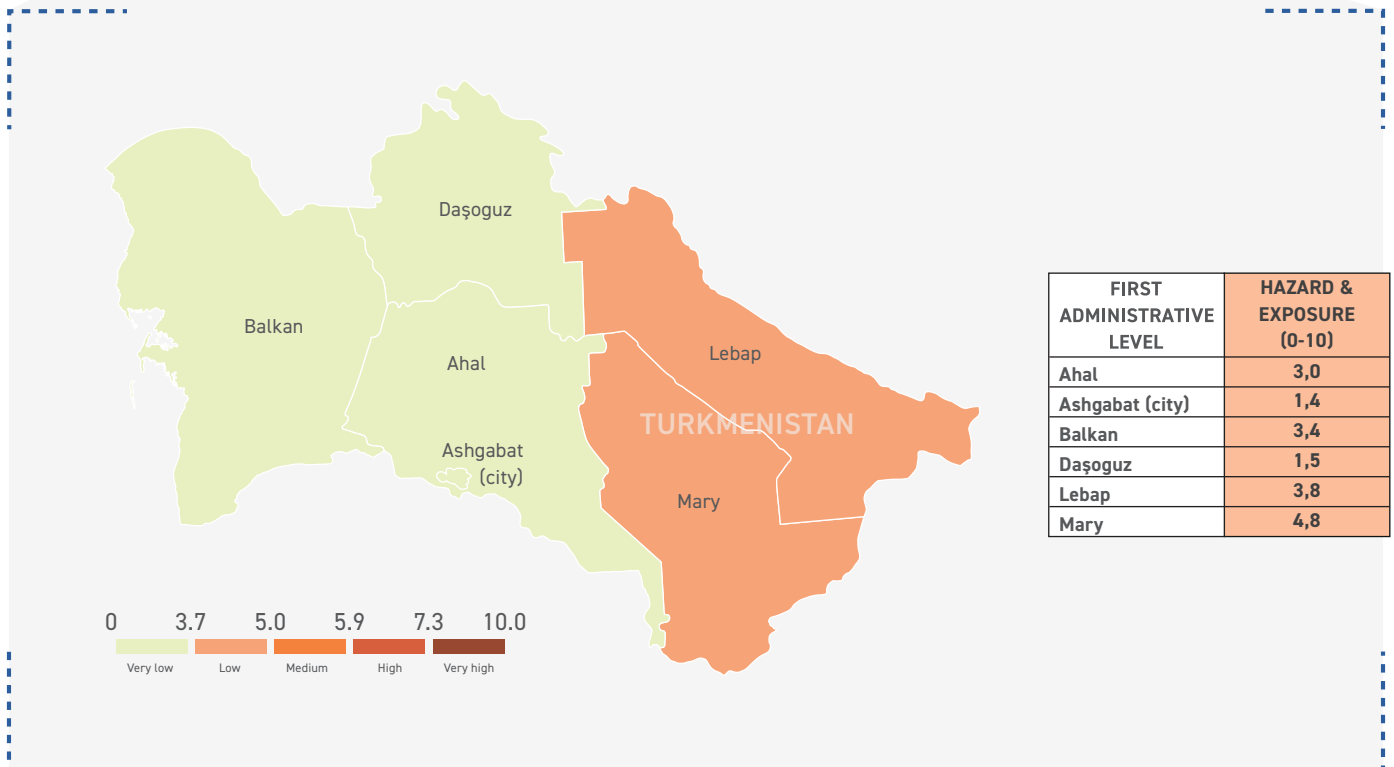 Daşoguz
Balkan
Ahal
Lebap
TURKMENISTAN
Ashgabat
(city)
Mary
0 3.7 5.0 5.9 7.3 10.0
Very low Low Medium High Very high
FIRST
ADMINISTRATIVE
LEVEL
HAZARD &
EXPOSURE
(0-10)
Ahal 3,0
Ashgabat (city) 1,4
Balkan 3,4
Daşoguz 1,5
Lebap 3,8
Mary 4,8